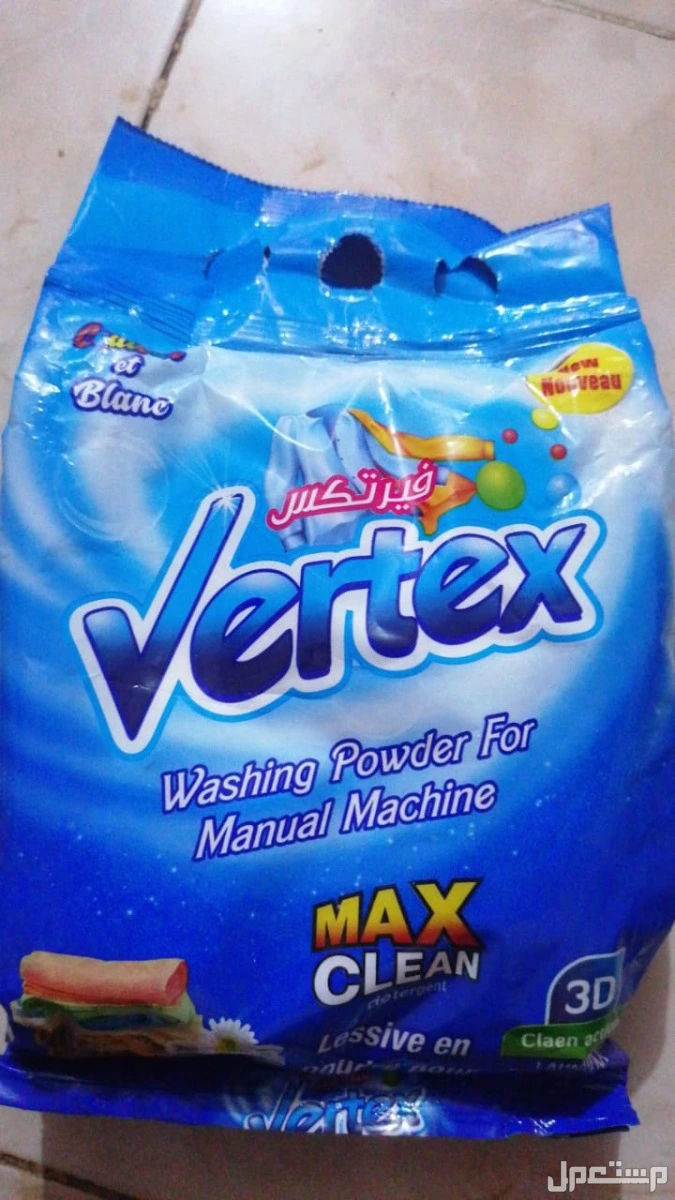 et
Blanc
New
Nouveau
فيرتكس
Vertex
Washing Powder For
Manual Machine
MAX
CLEAN
detergent
3D
Claen
Lessive en
Vertex
مستعمل